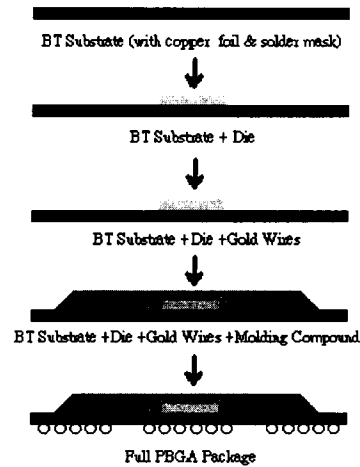 BT Substrate (with copper foil & solder mask)
BT Substrate + Die
BT Substrate +Die +Gold Wires
BT Substrate +Die +Gold Wires +Molding Compound
Full PBGA Package